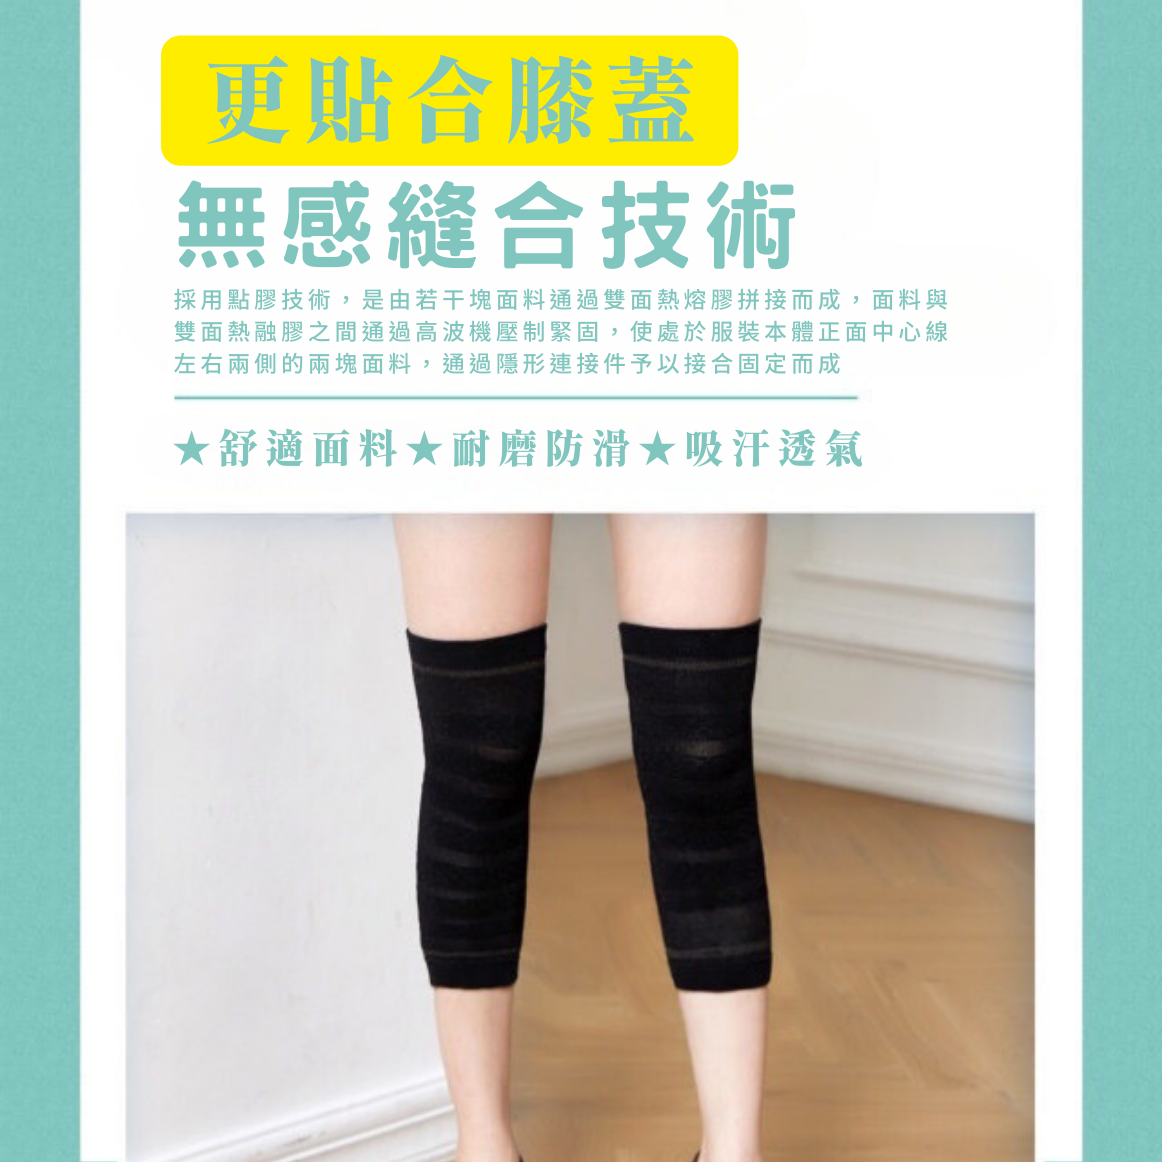 更貼合膝蓋
無感縫合技術
採用點膠技術，是由若干塊面料通過雙面熱熔膠拼接而成，面料與
雙面熱融膠之間通過高波機壓制緊固，使處於服裝本體正面中心線
左右兩側的兩塊面料，通過隱形連接件予以接合固定而成
★舒適面料★耐磨防滑★吸汗透氣